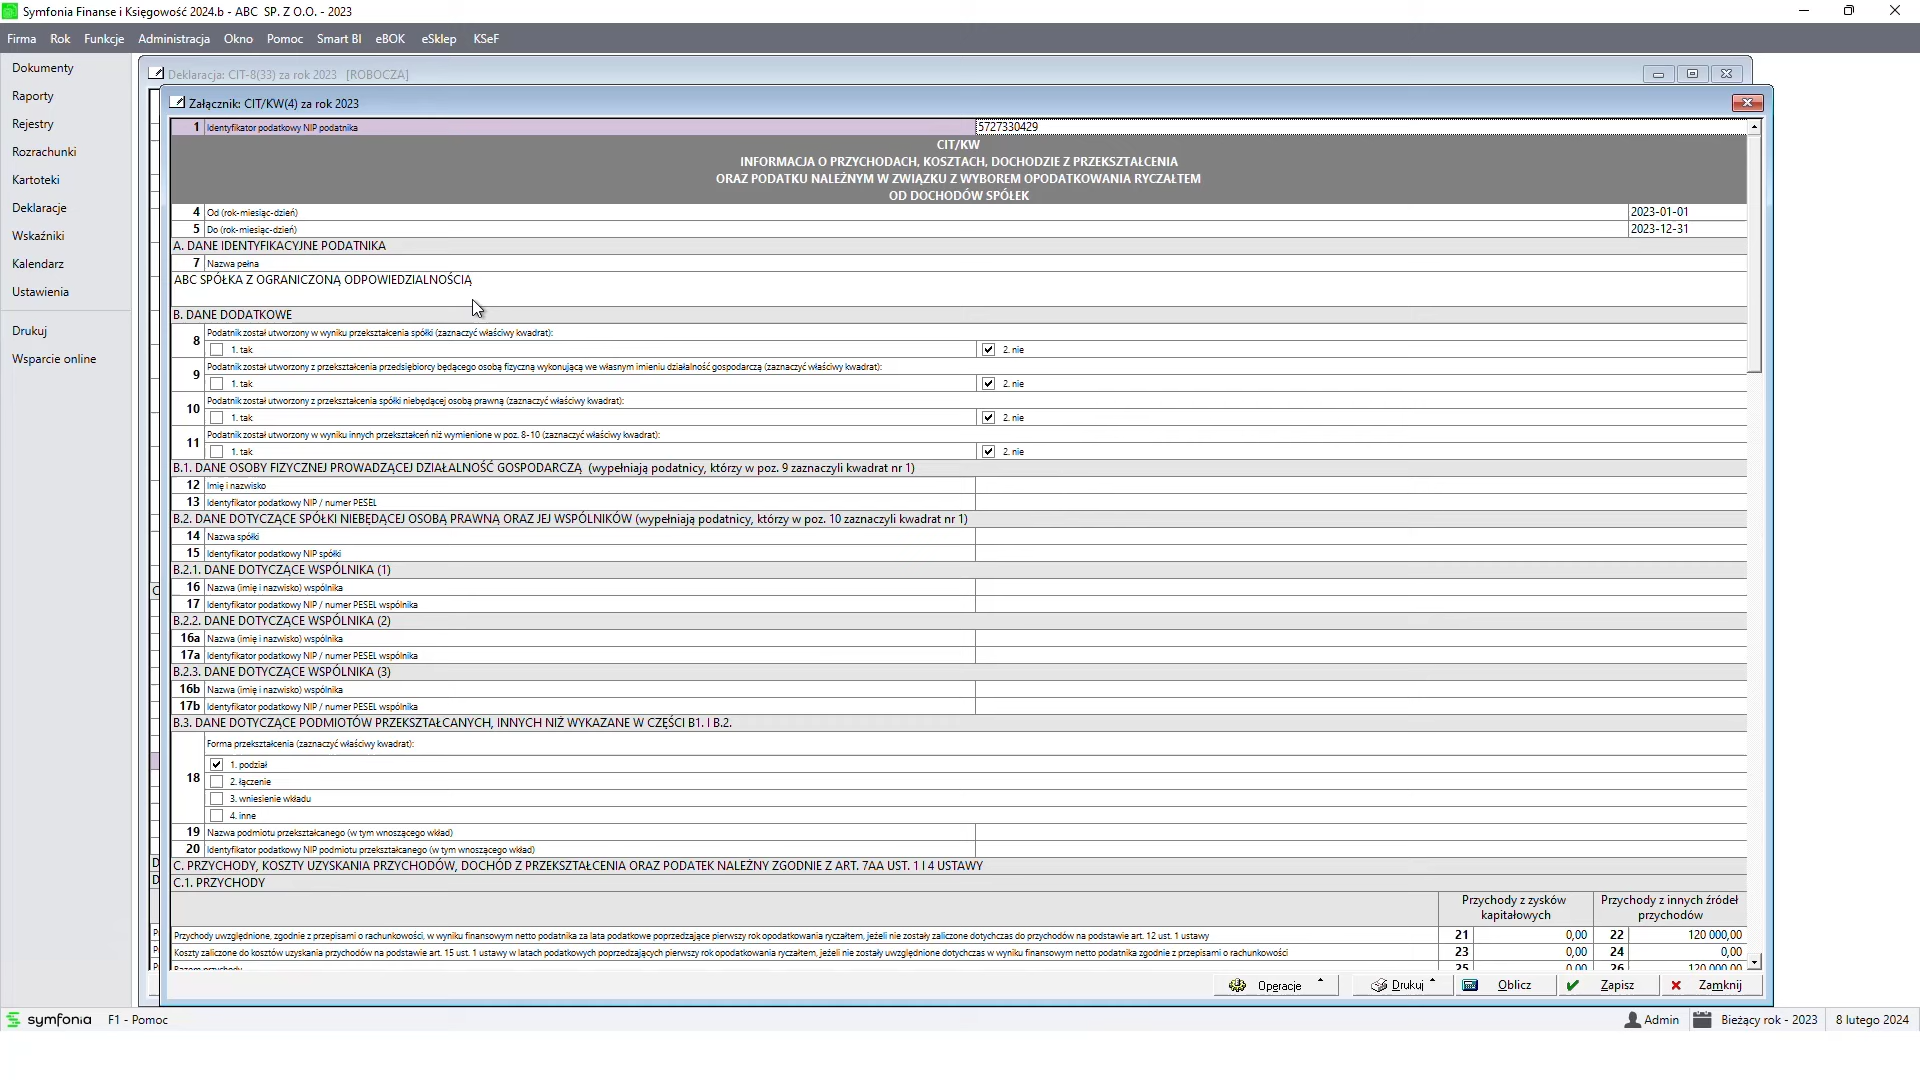 Symfonia Finanse i Księgowość 2024.b - ABC SP. Z O.O. - 2023
Firma Rok Funkcje Administracja Okno Pomoc Smart BI eBOK eSklep KSeF
Dokumenty
Raporty
Rejestry
Rozrachunki
Kartoteki
Deklaracje
Wskaźniki
Kalendarz
Ustawienia
Drukuj
Wsparcie online
Deklaracja: CIT-8(33) za rok 2023 [ROBOCZA]
Załącznik: CIT/KW(4) za rok 2023
1 Identyfikator podatkowy NIP podatnika 5727330429
CIT/KW
INFORMACJA O PRZYCHODACH, KOSZTACH, DOCHODZIE Z PRZEKSZTAŁCENIA
ORAZ PODATKU NALEŻNYM W ZWIĄZKU Z WYBOREM OPODATKOWANIA RYCZAŁTEM
OD DOCHODÓW SPÓŁEK
4 Od (rok-miesiąc-dzień) 2023-01-01
5 Do (rok-miesiąc-dzień) 2023-12-31
A. DANE IDENTYFIKACYJNE PODATNIKA
7 Nazwa pełna
ABC SPÓŁKA Z OGRANICZONĄ ODPOWIEDZIALNOŚCIĄ
B. DANE DODATKOWE
8 Podatnik został utworzony w wyniku przekształcenia spółki (zaznaczyć właściwy kwadrat):
1. tak 2. nie
9 Podatnik został utworzony z przekształcenia przedsiębiorcy będącego osobą fizyczną wykonującą we własnym imieniu działalność gospodarczą (zaznaczyć właściwy kwadrat):
1. tak 2. nie
10 Podatnik został utworzony z przekształcenia spółki niebędącej osobą prawną (zaznaczyć właściwy kwadrat):
1. tak 2. nie
11 Podatnik został utworzony w wyniku innych przekształceń niż wymienione w poz. 8-10 (zaznaczyć właściwy kwadrat):
1. tak 2. nie
B.1. DANE OSOBY FIZYCZNEJ PROWADZĄCEJ DZIAŁALNOŚĆ GOSPODARCZĄ (wypełniają podatnicy, którzy w poz. 9 zaznaczyli kwadrat nr 1)
12 Imię i nazwisko
13 Identyfikator podatkowy NIP / numer PESEL
B.2. DANE DOTYCZĄCE SPÓŁKI NIEBĘDĄCEJ OSOBĄ PRAWNĄ ORAZ JEJ WSPÓLNIKÓW (wypełniają podatnicy, którzy w poz. 10 zaznaczyli kwadrat nr 1)
14 Nazwa spółki
15 Identyfikator podatkowy NIP spółki
B.2.1. DANE DOTYCZĄCE WSPÓLNIKA (1)
16 Nazwa (imię i nazwisko) wspólnika
17 Identyfikator podatkowy NIP / numer PESEL wspólnika
B.2.2. DANE DOTYCZĄCE WSPÓLNIKA (2)
16a Nazwa (imię i nazwisko) wspólnika
17a Identyfikator podatkowy NIP / numer PESEL wspólnika
B.2.3. DANE DOTYCZĄCE WSPÓLNIKA (3)
16b Nazwa (imię i nazwisko) wspólnika
17b Identyfikator podatkowy NIP / numer PESEL wspólnika
B.3. DANE DOTYCZĄCE PODMIOTÓW PRZEKSZTAŁCANYCH, INNYCH NIŻ WYKAZANE W CZĘŚCI B1. I B.2.
Forma przekształcenia (zaznaczyć właściwy kwadrat):
18
1. podział
2. łączenie
3. wniesienie wkładu
4. inne
19 Nazwa podmiotu przekształcanego (w tym wnoszącego wkład)
20 Identyfikator podatkowy NIP podmiotu przekształcanego (w tym wnoszącego wkład)
C. PRZYCHODY, KOSZTY UZYSKANIA PRZYCHODÓW, DOCHÓD Z PRZEKSZTAŁCENIA ORAZ PODATEK NALEŻNY ZGODNIE Z ART. 7AA UST. 1 I 4 USTAWY
C.1. PRZYCHODY
Przychody z zysków kapitałowych
Przychody z innych źródeł przychodów
Przychody uwzględnione, zgodnie z przepisami o rachunkowości, w wyniku finansowym netto podatnika za lata podatkowe poprzedzające pierwszy rok opodatkowania ryczałtem, jeżeli nie zostały zaliczone dotychczas do przychodów na podstawie art. 12 ust. 1 ustawy 21 0,00 22 120 000,00
Koszty zaliczone do kosztów uzyskania przychodów na podstawie art. 15 ust. 1 ustawy w latach podatkowych poprzedzających pierwszy rok opodatkowania ryczałtem, jeżeli nie zostały uwzględnione dotychczas w wyniku finansowym netto podatnika zgodnie z przepisami o rachunkowości 23 0,00 24 0,00
Razem przychody 25 0,00 26 120 000,00
Operacje Drukuj Oblicz Zapisz Zamknij
symfonia F1 - Pomoc Admin Bieżący rok - 2023 8 lutego 2024